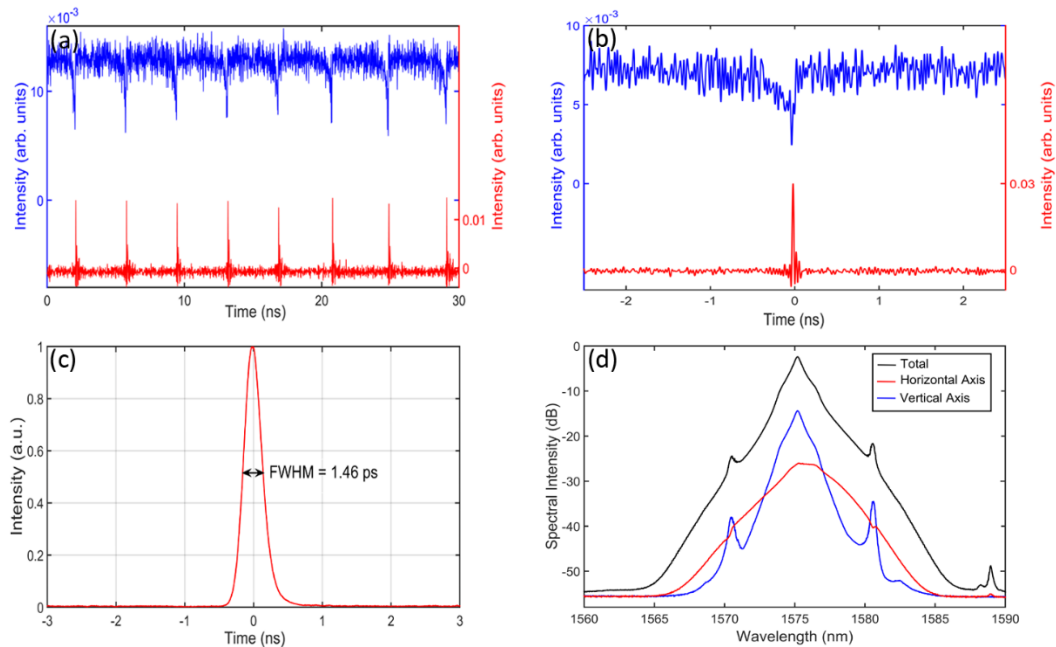 (a)
×10⁻³
10
0
Intensity (arb. units)
Intensity (arb. units)
0.01
0
0 10 20 30
Time (ns)
(b)
×10⁻³
10
5
0
Intensity (arb. units)
Intensity (arb. units)
0.03
0
-2 -1 0 1 2
Time (ns)
(c)
1
0.8
0.6
0.4
0.2
0
Intensity (a.u.)
FWHM = 1.46 ps
-3 -2 -1 0 1 2 3
Time (ns)
(d)
0
-10
-20
-30
-40
-50
Spectral Intensity (dB)
Total
Horizontal Axis
Vertical Axis
1560 1565 1570 1575 1580 1585 1590
Wavelength (nm)